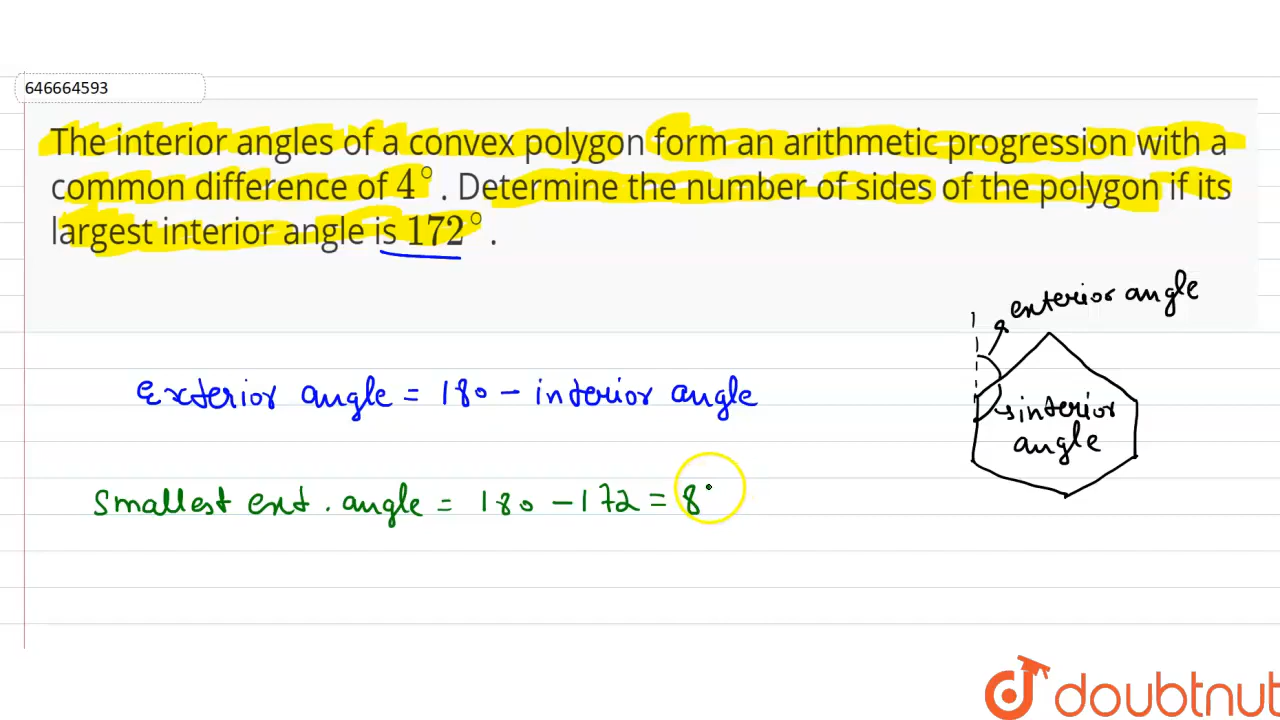 646664593
The interior angles of a convex polygon form an arithmetic progression with a
common difference of 4°. Determine the number of sides of the polygon if its
largest interior angle is 172°.
exterior angle
Exterior angle = 180 - interior angle
interior
angle
Smallest ext. angle = 180 - 172 = 8°
doubtnut